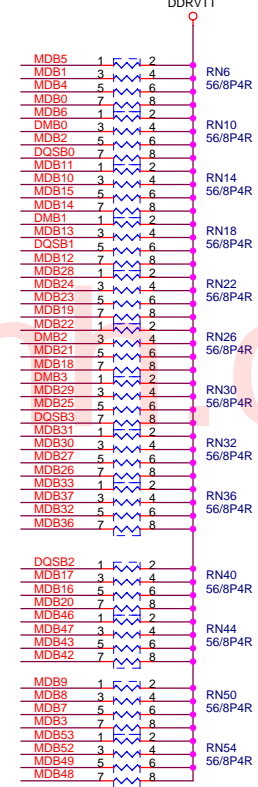 DDRVTT
MDB5 1 2
MDB1 3 4 RN6
MDB4 5 6 56/8P4R
MDB0 7 8
MDB6 1 2
DMB0 3 4 RN10
MDB2 5 6 56/8P4R
DQSB0 7 8
MDB11 1 2
MDB10 3 4 RN14
MDB15 5 6 56/8P4R
MDB14 7 8
DMB1 1 2
MDB13 3 4 RN18
DQSB1 5 6 56/8P4R
MDB12 7 8
MDB28 1 2
MDB24 3 4 RN22
MDB23 5 6 56/8P4R
MDB19 7 8
MDB22 1 2
DMB2 3 4 RN26
MDB21 5 6 56/8P4R
MDB18 7 8
DMB3 1 2
MDB29 3 4 RN30
MDB25 5 6 56/8P4R
DQSB3 7 8
MDB31 1 2
MDB30 3 4 RN32
MDB27 5 6 56/8P4R
MDB26 7 8
MDB33 1 2
MDB37 3 4 RN36
MDB32 5 6 56/8P4R
MDB36 7 8
DQSB2 1 2
MDB17 3 4 RN40
MDB16 5 6 56/8P4R
MDB20 7 8
MDB46 1 2
MDB47 3 4 RN44
MDB43 5 6 56/8P4R
MDB42 7 8
MDB9 1 2
MDB8 3 4 RN50
MDB7 5 6 56/8P4R
MDB3 7 8
MDB53 1 2
MDB52 3 4 RN54
MDB49 5 6 56/8P4R
MDB48 7 8